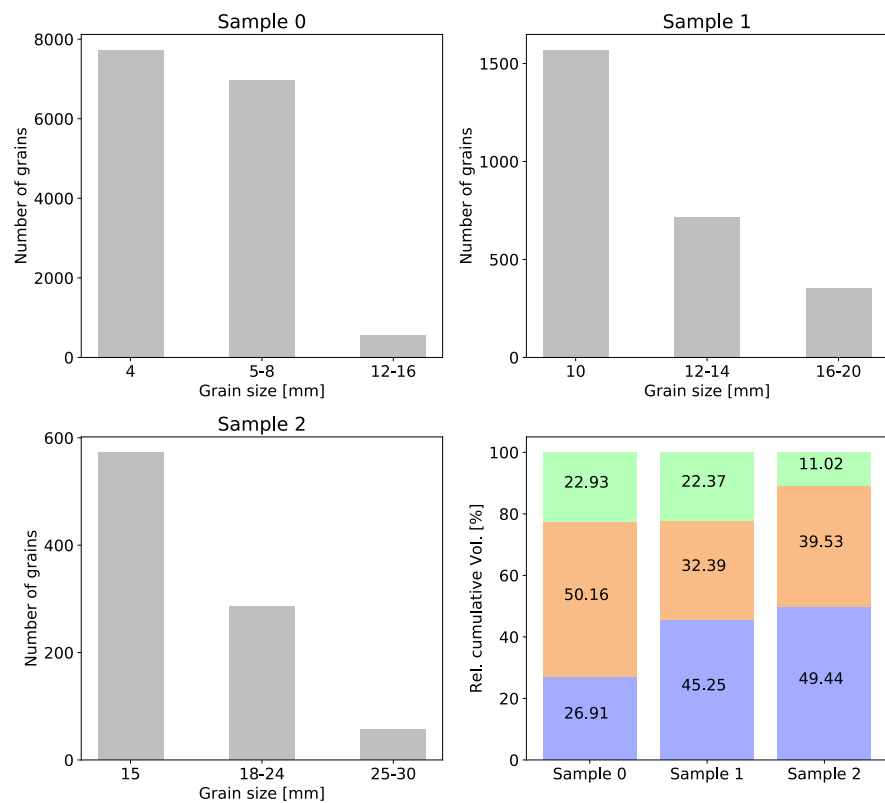 Sample 0
8000
6000
4000
2000
0
Number of grains
4 5-8 12-16
Grain size [mm]
Sample 1
1500
1000
500
0
Number of grains
10 12-14 16-20
Grain size [mm]
Sample 2
600
400
200
0
Number of grains
15 18-24 25-30
Grain size [mm]
100
80
60
40
20
0
Rel. cumulative Vol. [%]
22.93 22.37 11.02
50.16 32.39 39.53
26.91 45.25 49.44
Sample 0 Sample 1 Sample 2